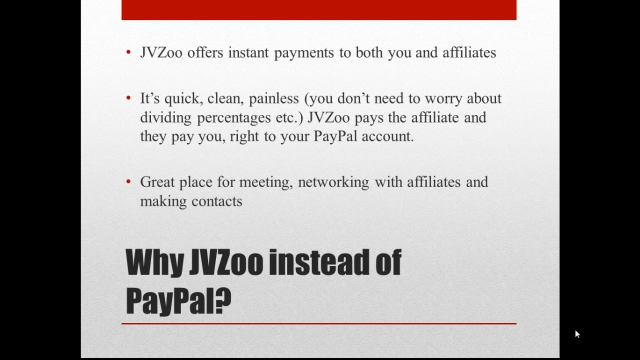 • JVZoo offers instant payments to both you and affiliates
• It’s quick, clean, painless (you don’t need to worry about
dividing percentages etc.) JVZoo pays the affiliate and
they pay you, right to your PayPal account.
• Great place for meeting, networking with affiliates and
making contacts
Why JVZoo instead of
PayPal?